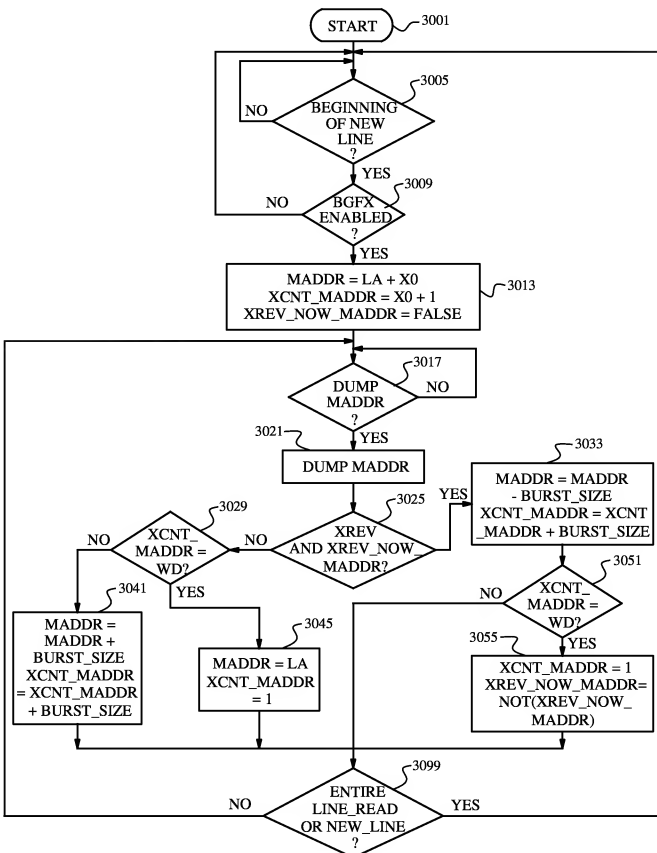 START
3001
3005
BEGINNING
OF NEW
LINE
?
NO
YES
3009
BGFX
ENABLED
?
NO
YES
MADDR = LA + X0
XCNT_MADDR = X0 + 1
XREV_NOW_MADDR = FALSE
3013
3017
DUMP
MADDR
?
NO
YES
3021
DUMP MADDR
3025
XREV
AND XREV_NOW_
MADDR?
NO
YES
3033
MADDR = MADDR
- BURST_SIZE
XCNT_MADDR = XCNT
_MADDR + BURST_SIZE
3029
XCNT_
MADDR =
WD?
NO
YES
3041
MADDR =
MADDR +
BURST_SIZE
XCNT_MADDR
= XCNT_MADDR
+ BURST_SIZE
3045
MADDR = LA
XCNT_MADDR
= 1
3051
XCNT_
MADDR =
WD?
NO
YES
3055
XCNT_MADDR = 1
XREV_NOW_MADDR=
NOT(XREV_NOW_
MADDR)
3099
ENTIRE
LINE_READ
OR NEW_LINE
?
NO
YES